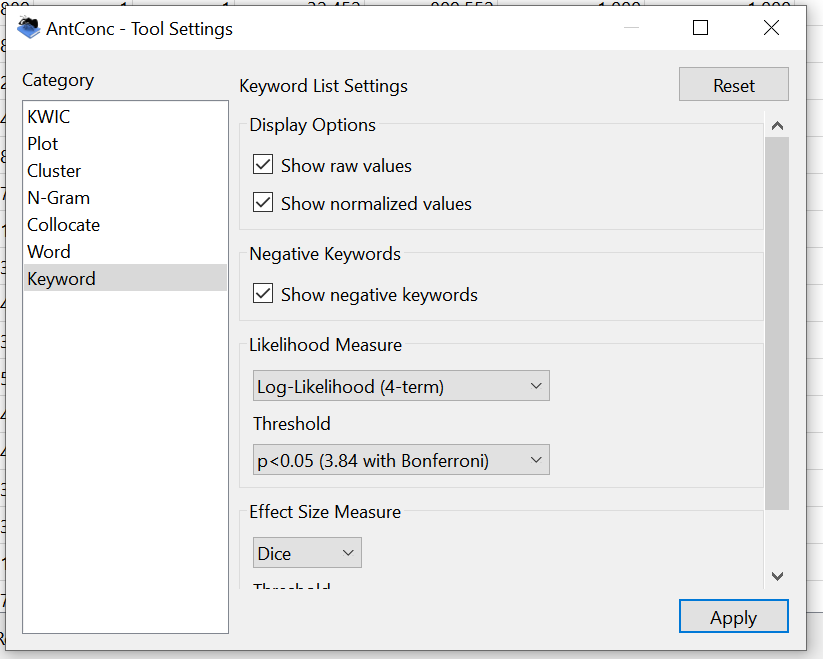 AntConc - Tool Settings
Category
KWIC
Plot
Cluster
N-Gram
Collocate
Word
Keyword
Keyword List Settings
Reset
Display Options
Show raw values
Show normalized values
Negative Keywords
Show negative keywords
Likelihood Measure
Log-Likelihood (4-term)
Threshold
p<0.05 (3.84 with Bonferroni)
Effect Size Measure
Dice
Threshold
Apply